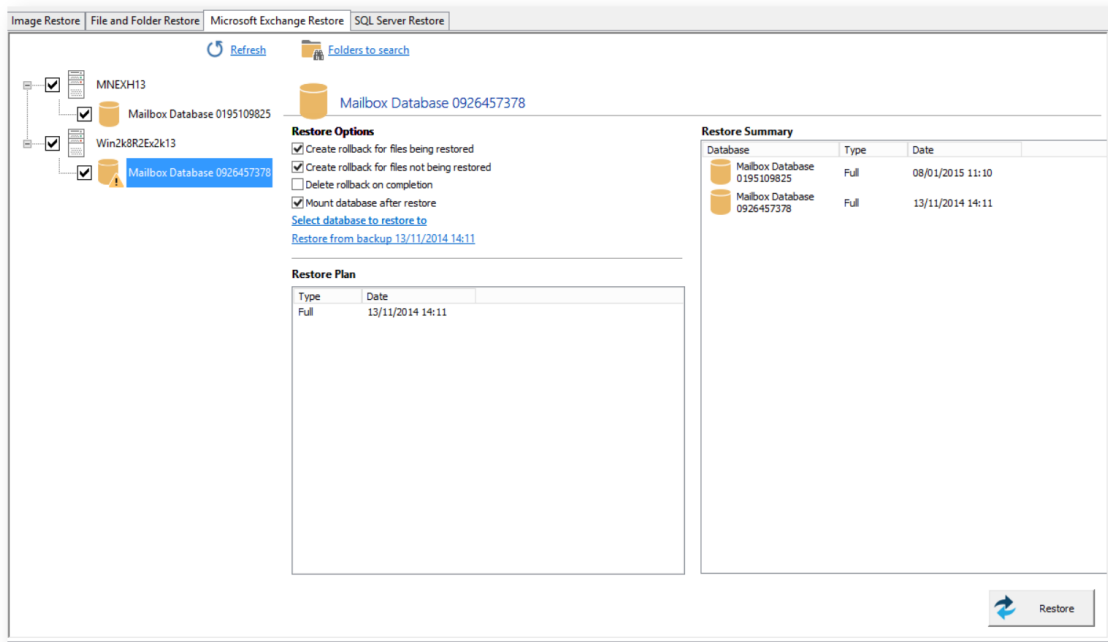 Image Restore
File and Folder Restore
Microsoft Exchange Restore
SQL Server Restore
Refresh
Folders to search
MNEXH13
Mailbox Database 0195109825
Win2k8R2Ex2k13
Mailbox Database 0926457378
Mailbox Database 0926457378
Restore Options
Create rollback for files being restored
Create rollback for files not being restored
Delete rollback on completion
Mount database after restore
Select database to restore to
Restore from backup 13/11/2014 14:11
Restore Plan
Type Date
Full 13/11/2014 14:11
Restore Summary
Database Type Date
Mailbox Database
0195109825 Full 08/01/2015 11:10
Mailbox Database
0926457378 Full 13/11/2014 14:11
Restore